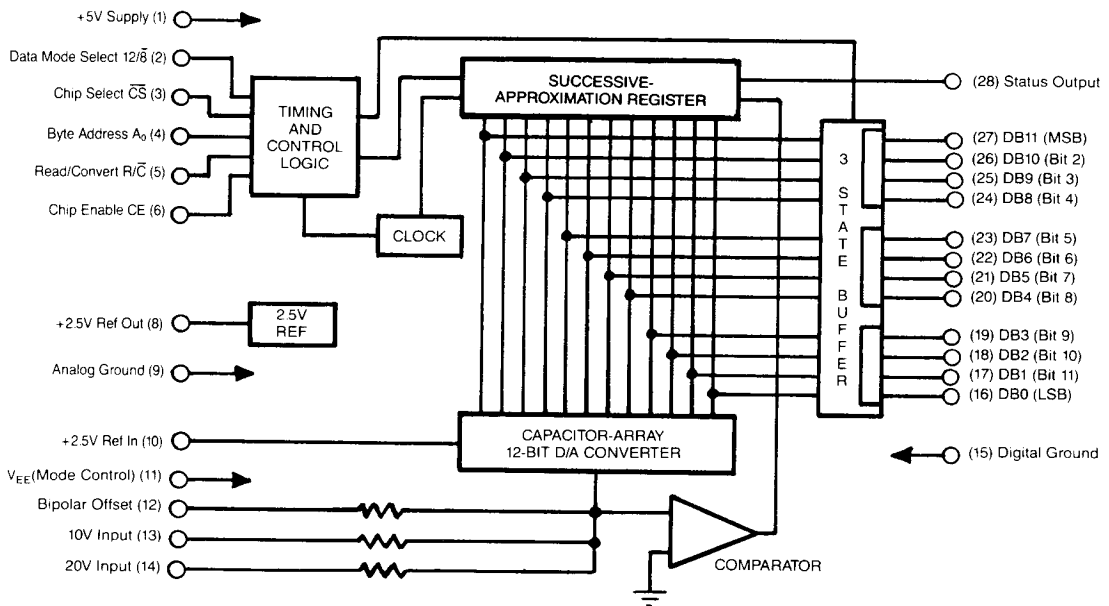 +5V Supply (1)
Data Mode Select 12/8̅ (2)
Chip Select C̅S̅ (3)
Byte Address A₀ (4)
Read/Convert R/C̅ (5)
Chip Enable CE (6)
+2.5V Ref Out (8)
Analog Ground (9)
+2.5V Ref In (10)
VEE(Mode Control) (11)
Bipolar Offset (12)
10V Input (13)
20V Input (14)
TIMING
AND
CONTROL
LOGIC
CLOCK
2.5V
REF
SUCCESSIVE-
APPROXIMATION REGISTER
CAPACITOR-ARRAY
12-BIT D/A CONVERTER
COMPARATOR
3
STATE
BUFFER
(28) Status Output
(27) DB11 (MSB)
(26) DB10 (Bit 2)
(25) DB9 (Bit 3)
(24) DB8 (Bit 4)
(23) DB7 (Bit 5)
(22) DB6 (Bit 6)
(21) DB5 (Bit 7)
(20) DB4 (Bit 8)
(19) DB3 (Bit 9)
(18) DB2 (Bit 10)
(17) DB1 (Bit 11)
(16) DB0 (LSB)
(15) Digital Ground